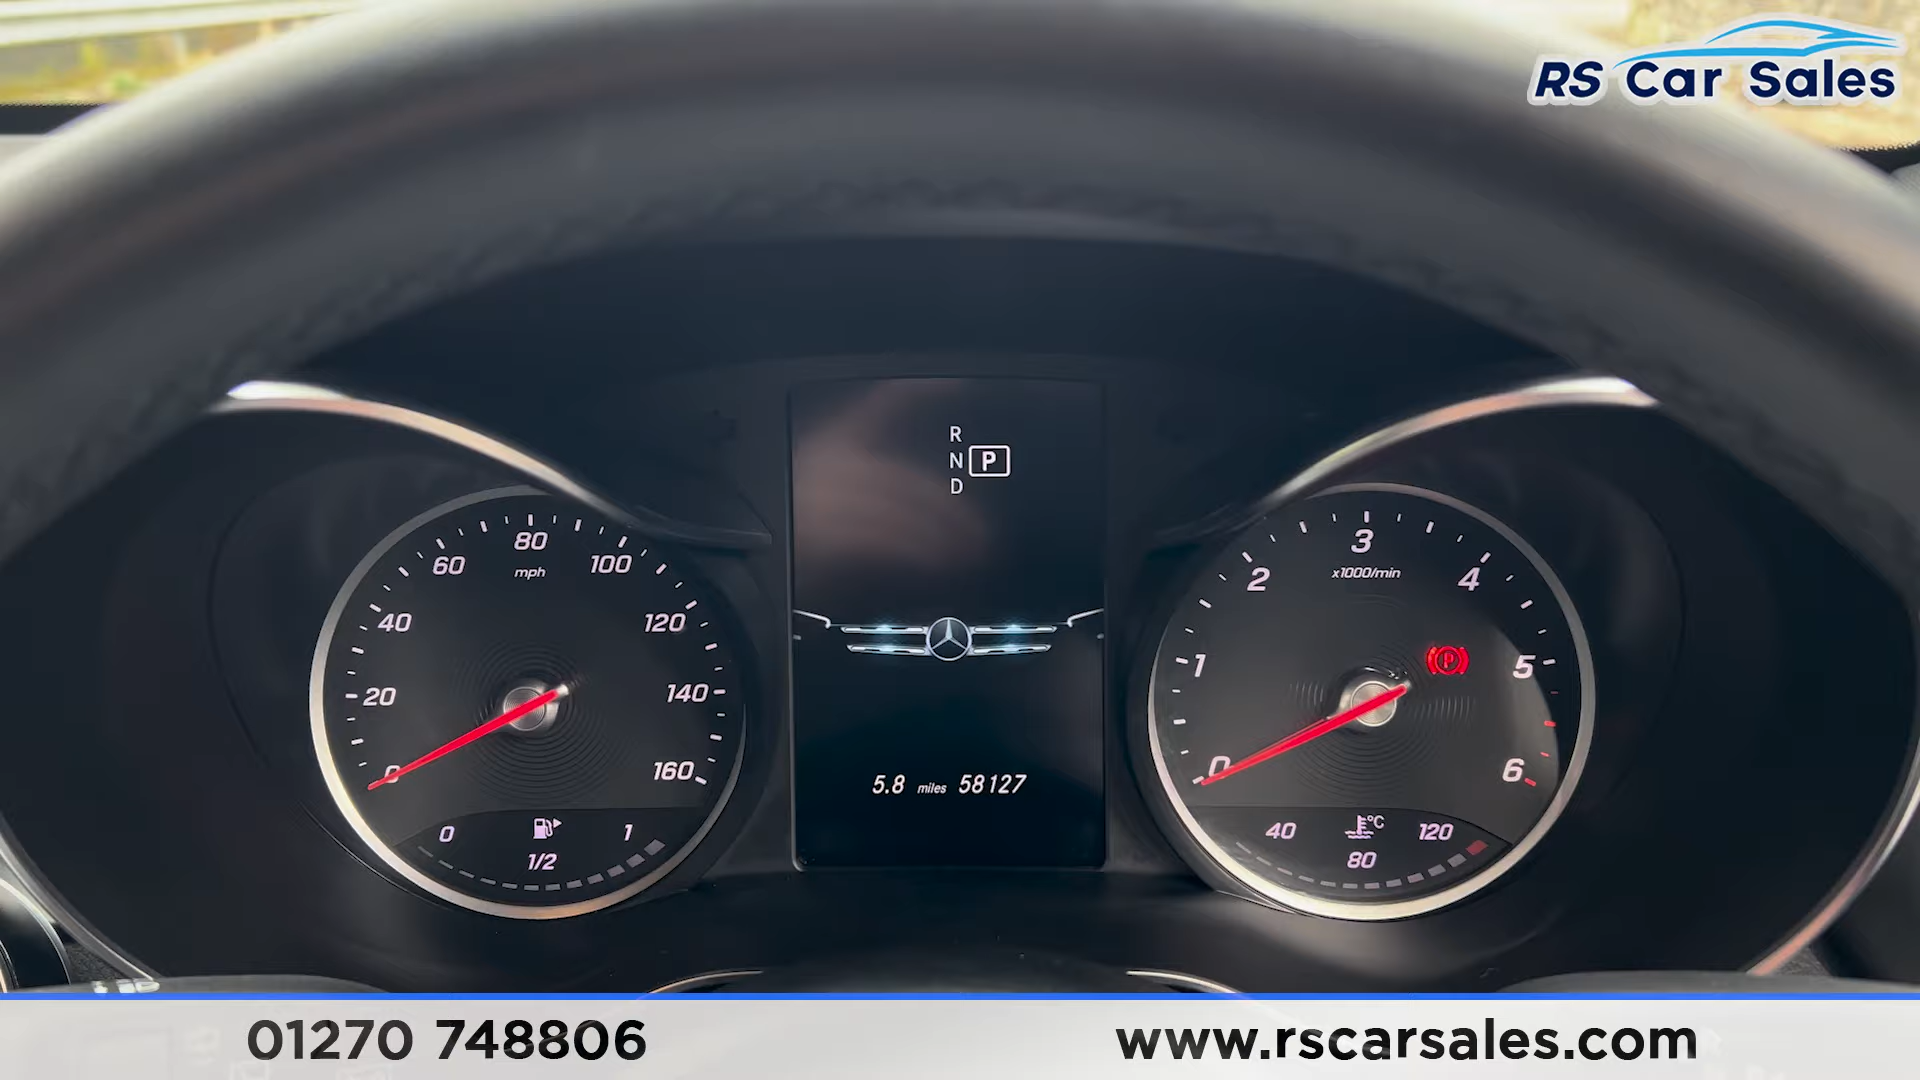 RS Car Sales
R
N P
D
0 20 40 60 80 100 120 140 160
mph
0 1/2 1
5.8 miles 58127
0 1 2 3 4 5 6
x1000/min
P
40 80 120
°C
01270 748806
www.rscarsales.com